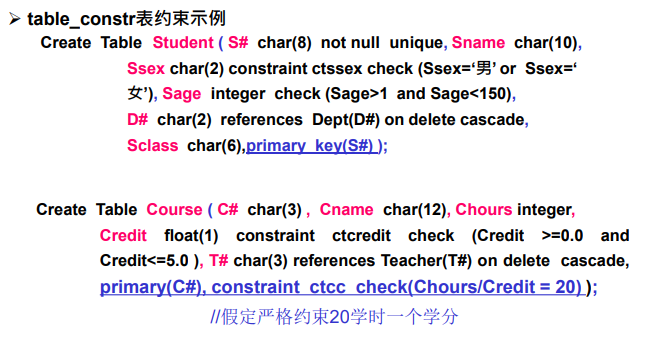 ➢ table_constr表约束示例
Create Table Student ( S# char(8) not null unique, Sname char(10),
Ssex char(2) constraint ctssex check (Ssex=‘男’ or Ssex=‘
女’), Sage integer check (Sage>1 and Sage<150),
D# char(2) references Dept(D#) on delete cascade,
Sclass char(6),primary key(S#) );
Create Table Course ( C# char(3) , Cname char(12), Chours integer,
Credit float(1) constraint ctcredit check (Credit >=0.0 and
Credit<=5.0 ), T# char(3) references Teacher(T#) on delete cascade,
primary(C#), constraint ctcc check(Chours/Credit = 20) );
//假定严格约束20学时一个学分